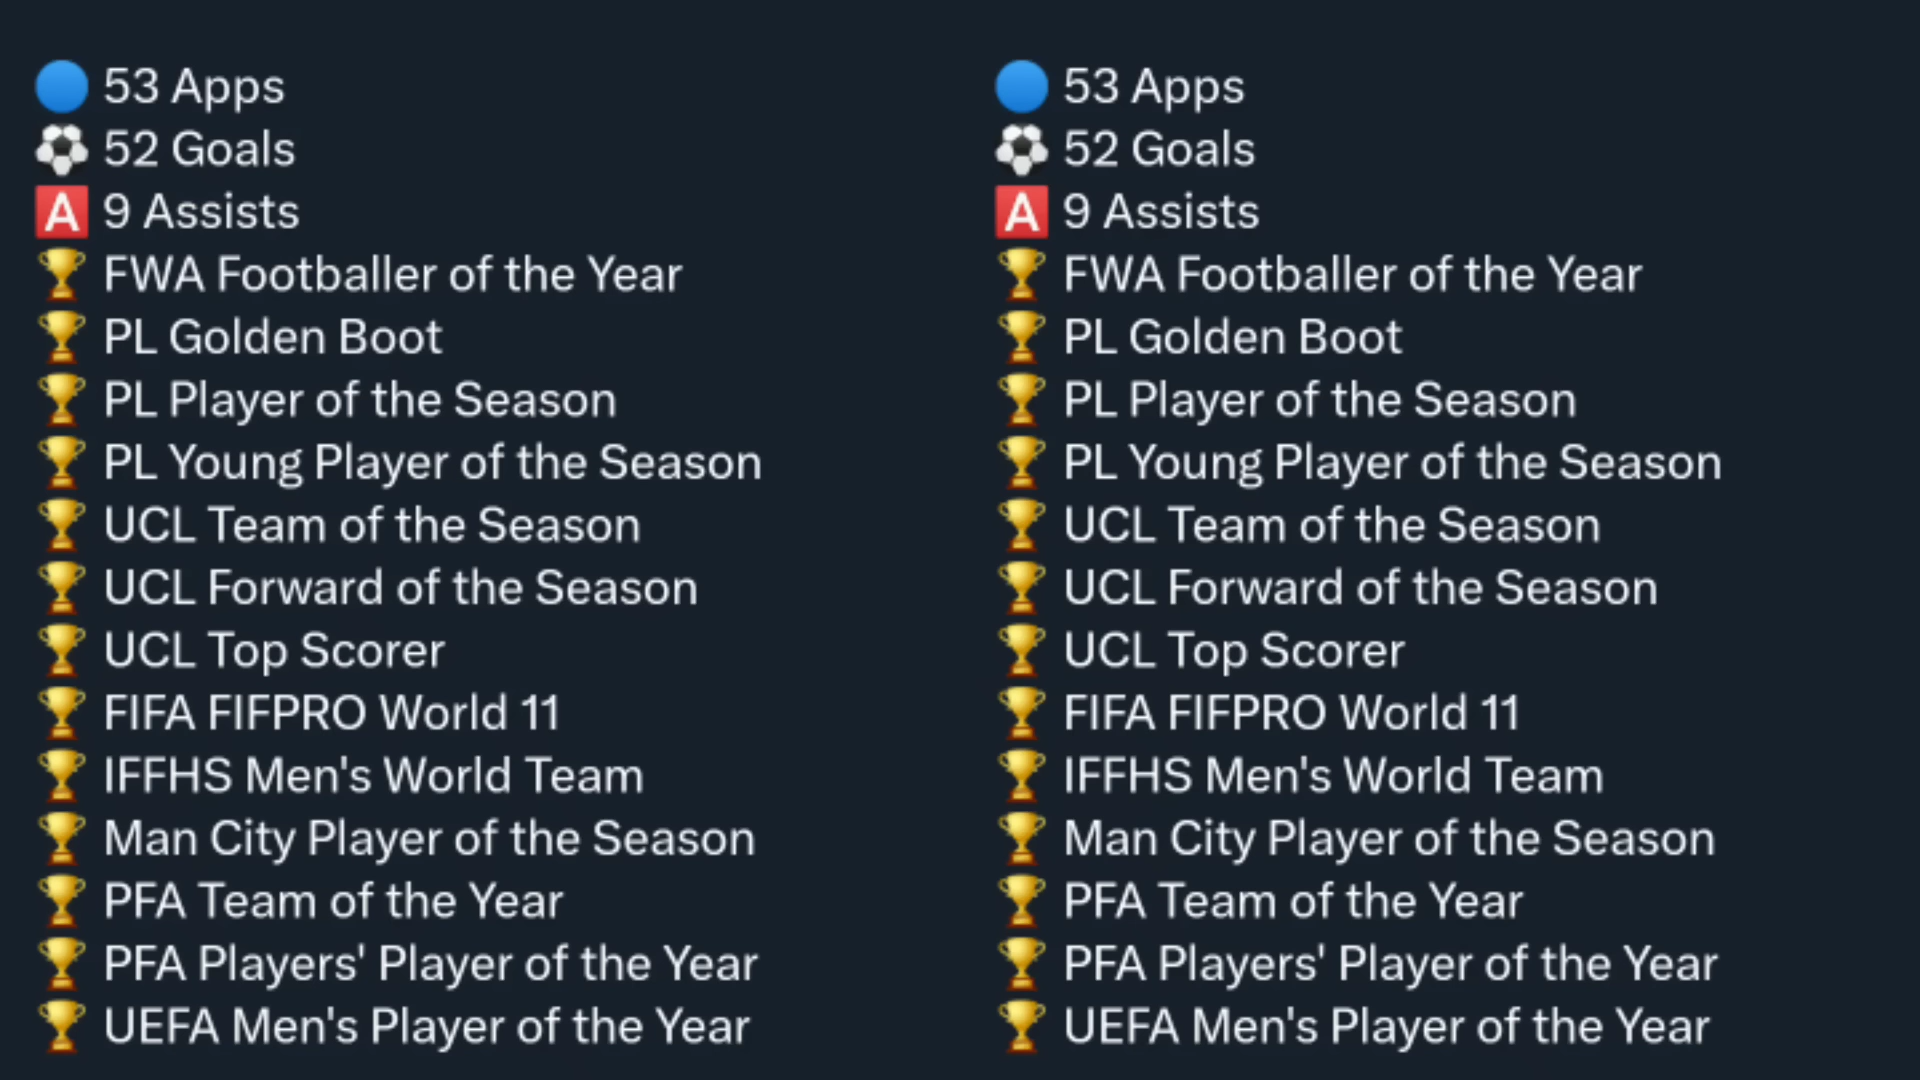 53 Apps
52 Goals
A 9 Assists
FWA Footballer of the Year
PL Golden Boot
PL Player of the Season
PL Young Player of the Season
UCL Team of the Season
UCL Forward of the Season
UCL Top Scorer
FIFA FIFPRO World 11
IFFHS Men's World Team
Man City Player of the Season
PFA Team of the Year
PFA Players' Player of the Year
UEFA Men's Player of the Year
53 Apps
52 Goals
A 9 Assists
FWA Footballer of the Year
PL Golden Boot
PL Player of the Season
PL Young Player of the Season
UCL Team of the Season
UCL Forward of the Season
UCL Top Scorer
FIFA FIFPRO World 11
IFFHS Men's World Team
Man City Player of the Season
PFA Team of the Year
PFA Players' Player of the Year
UEFA Men's Player of the Year